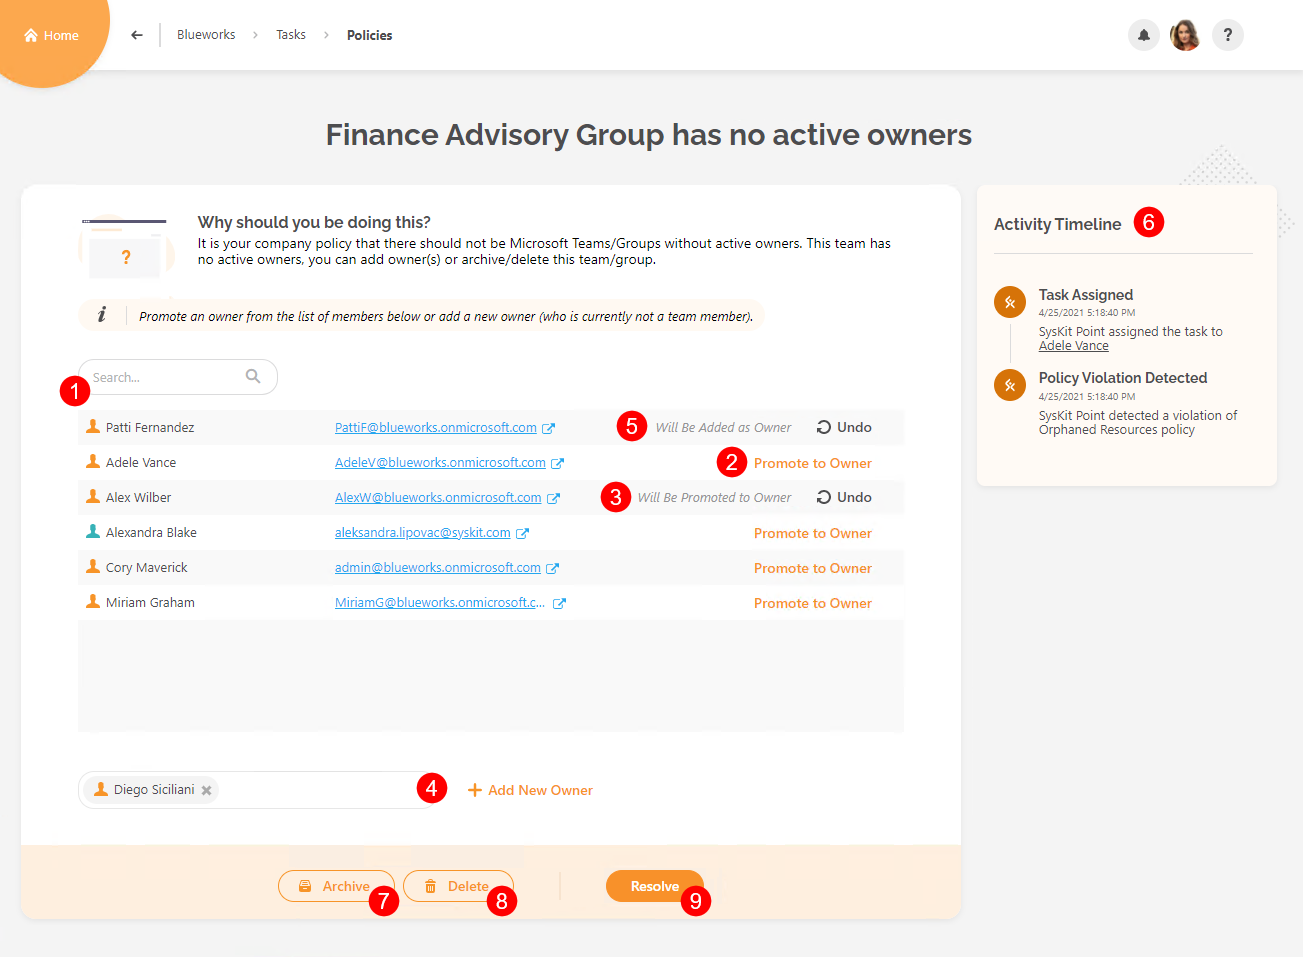 Home
Blueworks > Tasks > Policies
?
Finance Advisory Group has no active owners
?
Why should you be doing this?
It is your company policy that there should not be Microsoft Teams/Groups without active owners. This team has
no active owners, you can add owner(s) or archive/delete this team/group.
i
Promote an owner from the list of members below or add a new owner (who is currently not a team member).
Search...
1
Patti Fernandez PattiF@blueworks.onmicrosoft.com 5 Will Be Added as Owner Undo
Adele Vance AdeleV@blueworks.onmicrosoft.com 2 Promote to Owner
Alex Wilber AlexW@blueworks.onmicrosoft.com 3 Will Be Promoted to Owner Undo
Alexandra Blake aleksandra.lipovac@syskit.com Promote to Owner
Cory Maverick admin@blueworks.onmicrosoft.com Promote to Owner
Miriam Graham MiriamG@blueworks.onmicrosoft.c... Promote to Owner
Diego Siciliani 4 Add New Owner
Archive 7 Delete 8 Resolve 9
Activity Timeline 6
Task Assigned
4/25/2021 5:18:40 PM
SysKit Point assigned the task to
Adele Vance
Policy Violation Detected
4/25/2021 5:18:40 PM
SysKit Point detected a violation of
Orphaned Resources policy